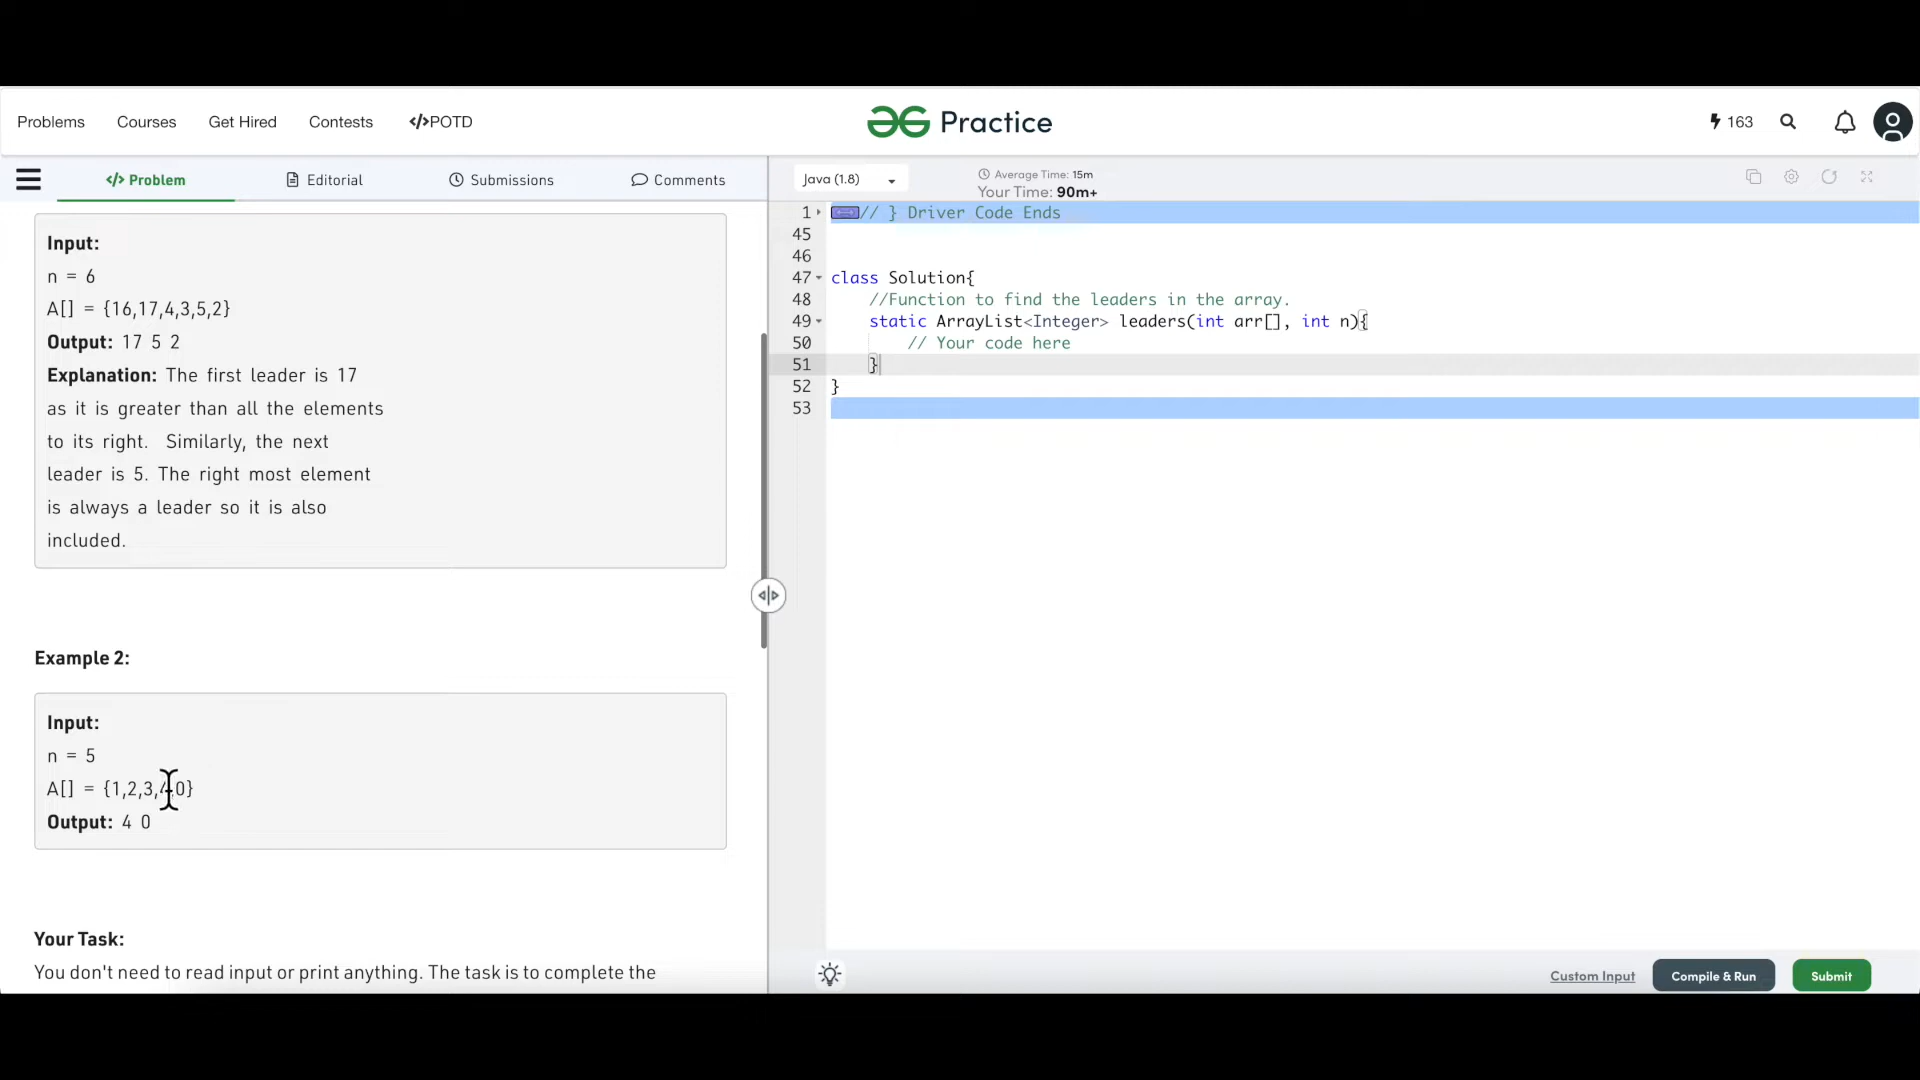 Problems Courses Get Hired Contests </>POTD
Practice
163
</> Problem Editorial Submissions Comments
Java (1.8)
Average Time: 15m
Your Time: 90m+
Input:
n = 6
A[] = {16,17,4,3,5,2}
Output: 17 5 2
Explanation: The first leader is 17
as it is greater than all the elements
to its right. Similarly, the next
leader is 5. The right most element
is always a leader so it is also
included.
Example 2:
Input:
n = 5
A[] = {1,2,3,4,0}
Output: 4 0
Your Task:
You don't need to read input or print anything. The task is to complete the
1 // } Driver Code Ends
45
46
47 class Solution{
48 //Function to find the leaders in the array.
49 static ArrayList<Integer> leaders(int arr[], int n){
50 // Your code here
51 }
52 }
53
Custom Input Compile & Run Submit